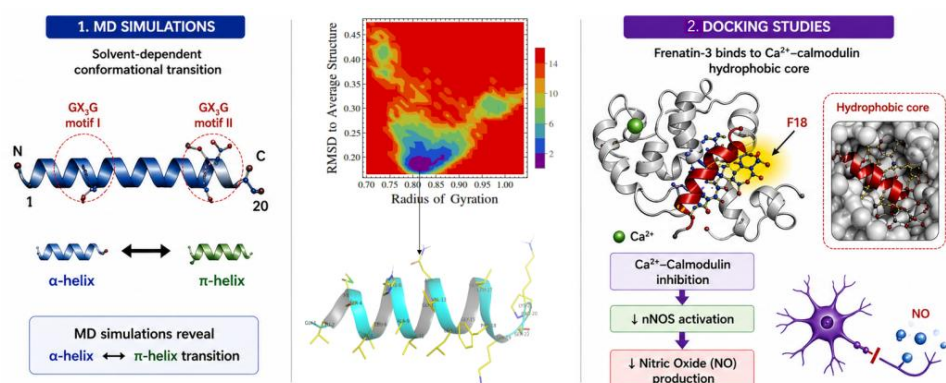 1. MD SIMULATIONS
Solvent-dependent
conformational transition
GX₃G
motif I
GX₃G
motif II
N
C
1
20
α-helix
π-helix
MD simulations reveal
α-helix ⟷ π-helix transition
RMSD to Average Structure
0.45
0.40
0.35
0.30
0.25
0.20
0.70 0.75 0.80 0.85 0.90 0.95 1.00
Radius of Gyration
14
10
6
2
2. DOCKING STUDIES
Frenatin-3 binds to Ca²⁺–calmodulin
hydrophobic core
F18
Ca²⁺
Hydrophobic core
Ca²⁺–Calmodulin
inhibition
↓ nNOS activation
↓ Nitric Oxide (NO)
production
NO